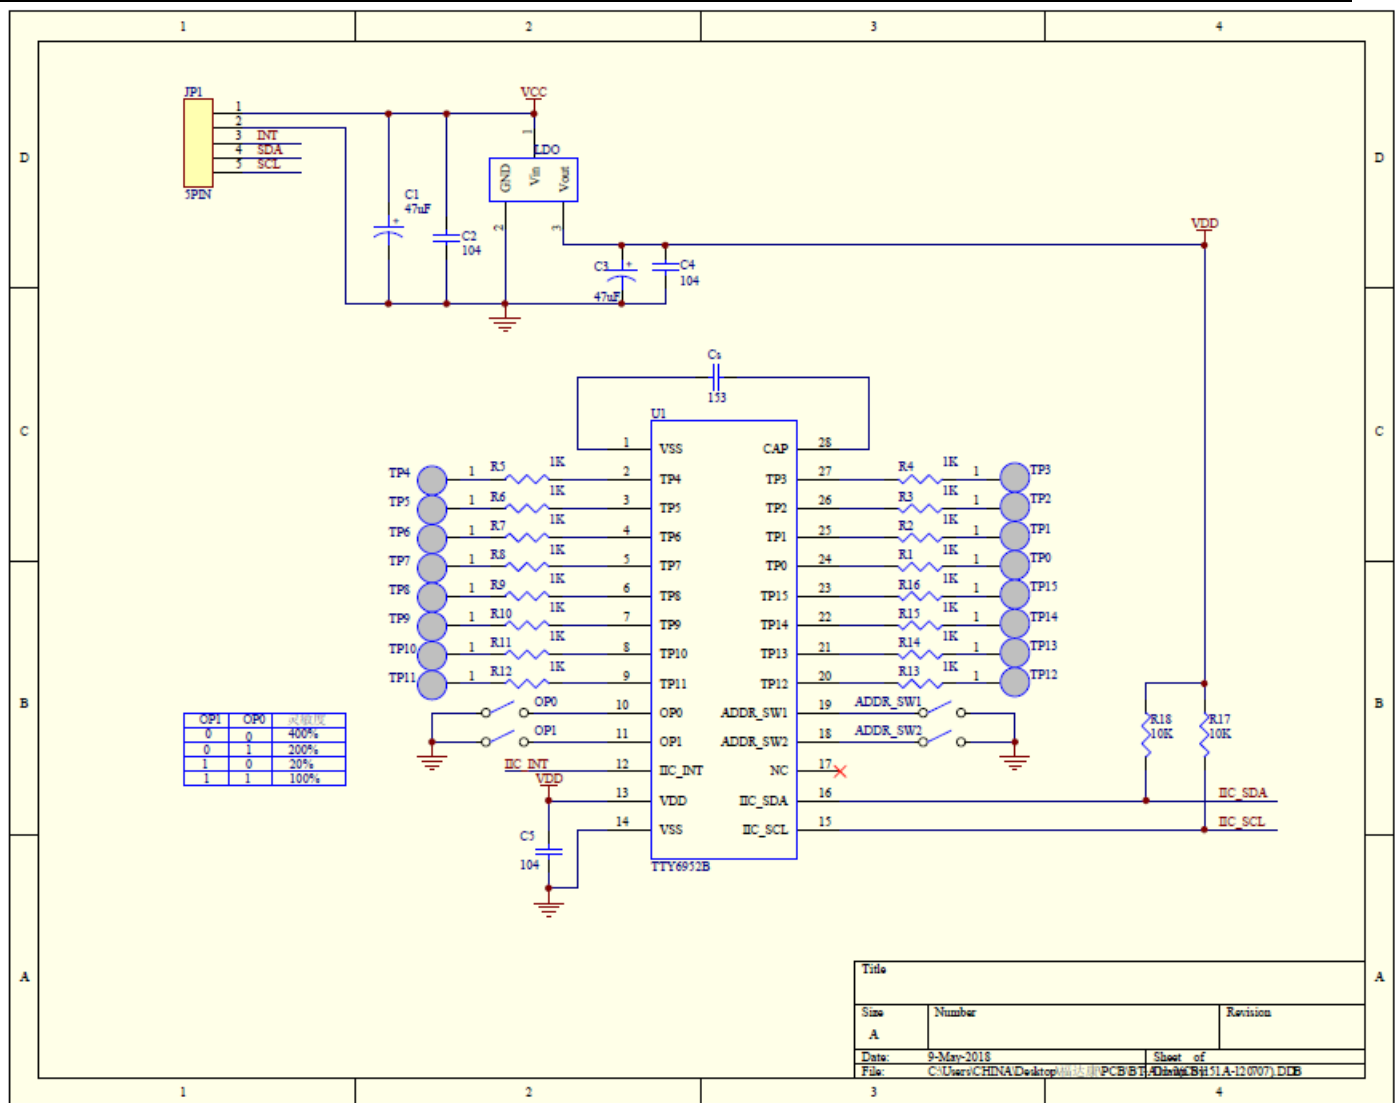 1 2 3 4
D D
C C
B B
A A
1 2 3 4
JP1
1
2
3 INT
4 SDA
5 SCL
5PIN
VCC
1
LDO
GND Vin Vout
2 3
C1
47uF
C2
104
C3
47uF
C4
104
VDD
Cs
153
U1
1 VSS CAP 28
TP4 1 R5 1K 2 TP4 TP3 27 R4 1K 1 TP3
TP5 1 R6 1K 3 TP5 TP2 26 R3 1K 1 TP2
TP6 1 R7 1K 4 TP6 TP1 25 R2 1K 1 TP1
TP7 1 R8 1K 5 TP7 TP0 24 R1 1K 1 TP0
TP8 1 R9 1K 6 TP8 TP15 23 R16 1K 1 TP15
TP9 1 R10 1K 7 TP9 TP14 22 R15 1K 1 TP14
TP10 1 R11 1K 8 TP10 TP13 21 R14 1K 1 TP13
TP11 1 R12 1K 9 TP11 TP12 20 R13 1K 1 TP12
OP0 10 OP0 ADDR_SW1 19 ADDR_SW1
OP1 11 OP1 ADDR_SW2 18 ADDR_SW2
IIC_INT 12 IIC_INT NC 17
VDD 13 VDD IIC_SDA 16 IIC_SDA
14 VSS IIC_SCL 15 IIC_SCL
TTY6952B
C5
104
R18
10K
R17
10K
OP1 OP0 灵敏度
0 0 400%
0 1 200%
1 0 20%
1 1 100%
Title
Size Number Revision
A
Date: 9-May-2018 Sheet of
File: C:\Users\CHINA\Desktop\